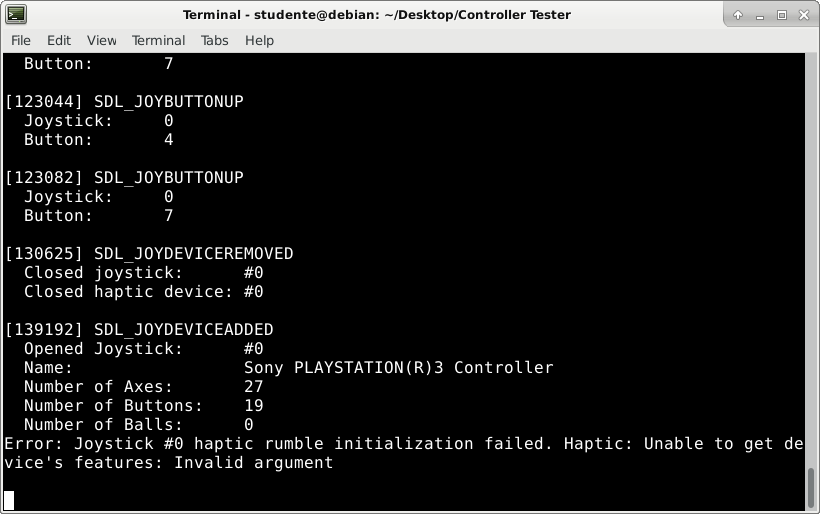 Terminal - studente@debian: ~/Desktop/Controller Tester
File Edit View Terminal Tabs Help
Button: 7
[123044] SDL_JOYBUTTONUP
Joystick: 0
Button: 4
[123082] SDL_JOYBUTTONUP
Joystick: 0
Button: 7
[130625] SDL_JOYDEVICEREMOVED
Closed joystick: #0
Closed haptic device: #0
[139192] SDL_JOYDEVICEADDED
Opened Joystick: #0
Name: Sony PLAYSTATION(R)3 Controller
Number of Axes: 27
Number of Buttons: 19
Number of Balls: 0
Error: Joystick #0 haptic rumble initialization failed. Haptic: Unable to get de
vice's features: Invalid argument